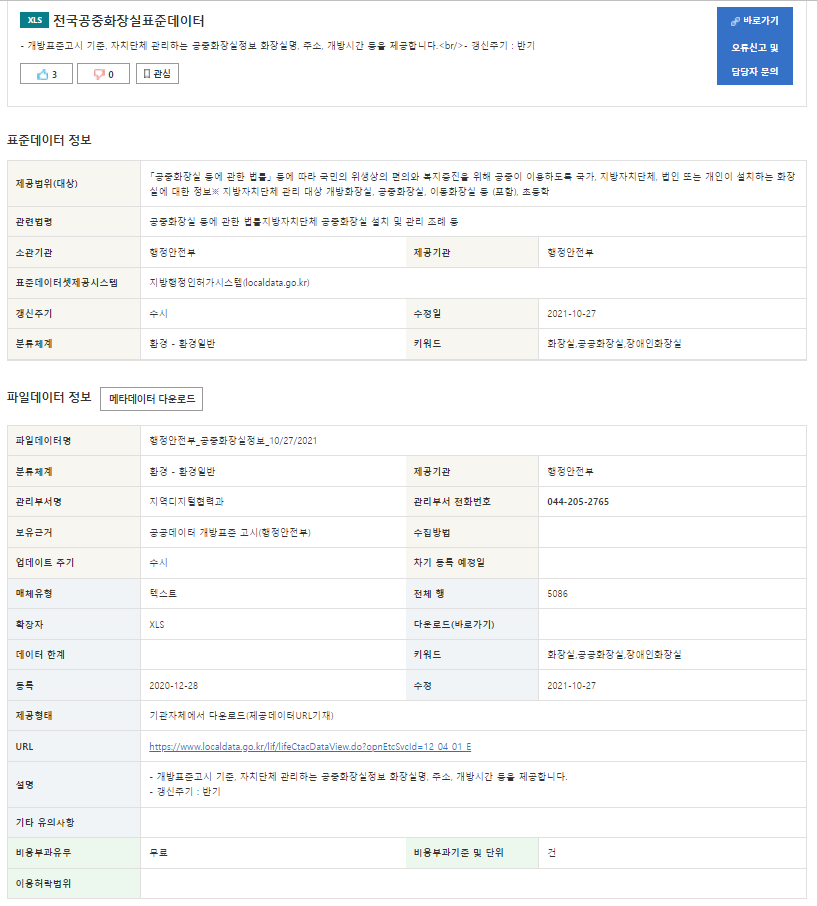 XLS 전국공중화장실표준데이터
- 개방표준고시 기준, 자치단체 관리하는 공중화장실정보 화장실명, 주소, 개방시간 등을 제공합니다.<br/>- 갱신주기 : 반기
3 0 관심
바로가기
오류신고 및
담당자 문의
표준데이터 정보
제공범위(대상) 「공중화장실 등에 관한 법률」 등에 따라 국민의 위생상의 편의와 복지증진을 위해 공중이 이용하도록 국가, 지방자치단체, 법인 또는 개인이 설치하는 화장
실에 대한 정보※ 지방자치단체 관리 대상 개방화장실, 공중화장실, 이동화장실 등 (포함), 초등학
관련법령 공중화장실 등에 관한 법률지방자치단체 공중화장실 설치 및 관리 조례 등
소관기관 행정안전부 제공기관 행정안전부
표준데이터셋제공시스템 지방행정인허가시스템(localdata.go.kr)
갱신주기 수시 수정일 2021-10-27
분류체계 환경 - 환경일반 키워드 화장실,공공화장실,장애인화장실
파일데이터 정보 메타데이터 다운로드
파일데이터명 행정안전부_공중화장실정보_10/27/2021
분류체계 환경 - 환경일반 제공기관 행정안전부
관리부서명 지역디지털협력과 관리부서 전화번호 044-205-2765
보유근거 공공데이터 개방표준 고시(행정안전부) 수집방법
업데이트 주기 수시 차기 등록 예정일
매체유형 텍스트 전체 행 5086
확장자 XLS 다운로드(바로가기)
데이터 한계 키워드 화장실,공공화장실,장애인화장실
등록 2020-12-28 수정 2021-10-27
제공형태 기관자체에서 다운로드(제공데이터URL기재)
URL https://www.localdata.go.kr/lif/lifeCtacDataView.do?opnEtcSvcId=12_04_01_E
설명 - 개방표준고시 기준, 자치단체 관리하는 공중화장실정보 화장실명, 주소, 개방시간 등을 제공합니다.
- 갱신주기 : 반기
기타 유의사항
비용부과유무 무료 비용부과기준 및 단위 건
이용허락범위